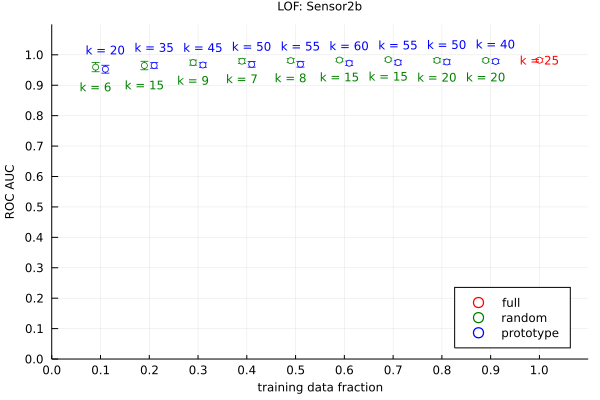 LOF: Sensor2b
ROC AUC
1.0
0.9
0.8
0.7
0.6
0.5
0.4
0.3
0.2
0.1
0.0
k = 20
k = 35
k = 45
k = 50
k = 55
k = 60
k = 55
k = 50
k = 40
k = 25
k = 6
k = 15
k = 9
k = 7
k = 8
k = 15
k = 15
k = 20
k = 20
full
random
prototype
0.0
0.1
0.2
0.3
0.4
0.5
0.6
0.7
0.8
0.9
1.0
training data fraction